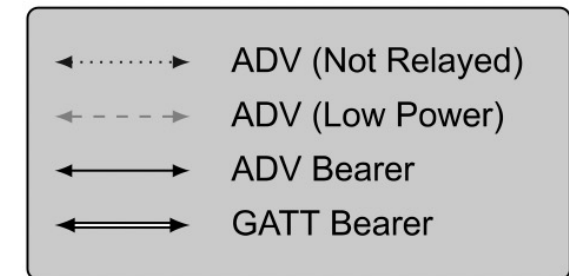 ADV (Not Relayed)
ADV (Low Power)
ADV Bearer
GATT Bearer